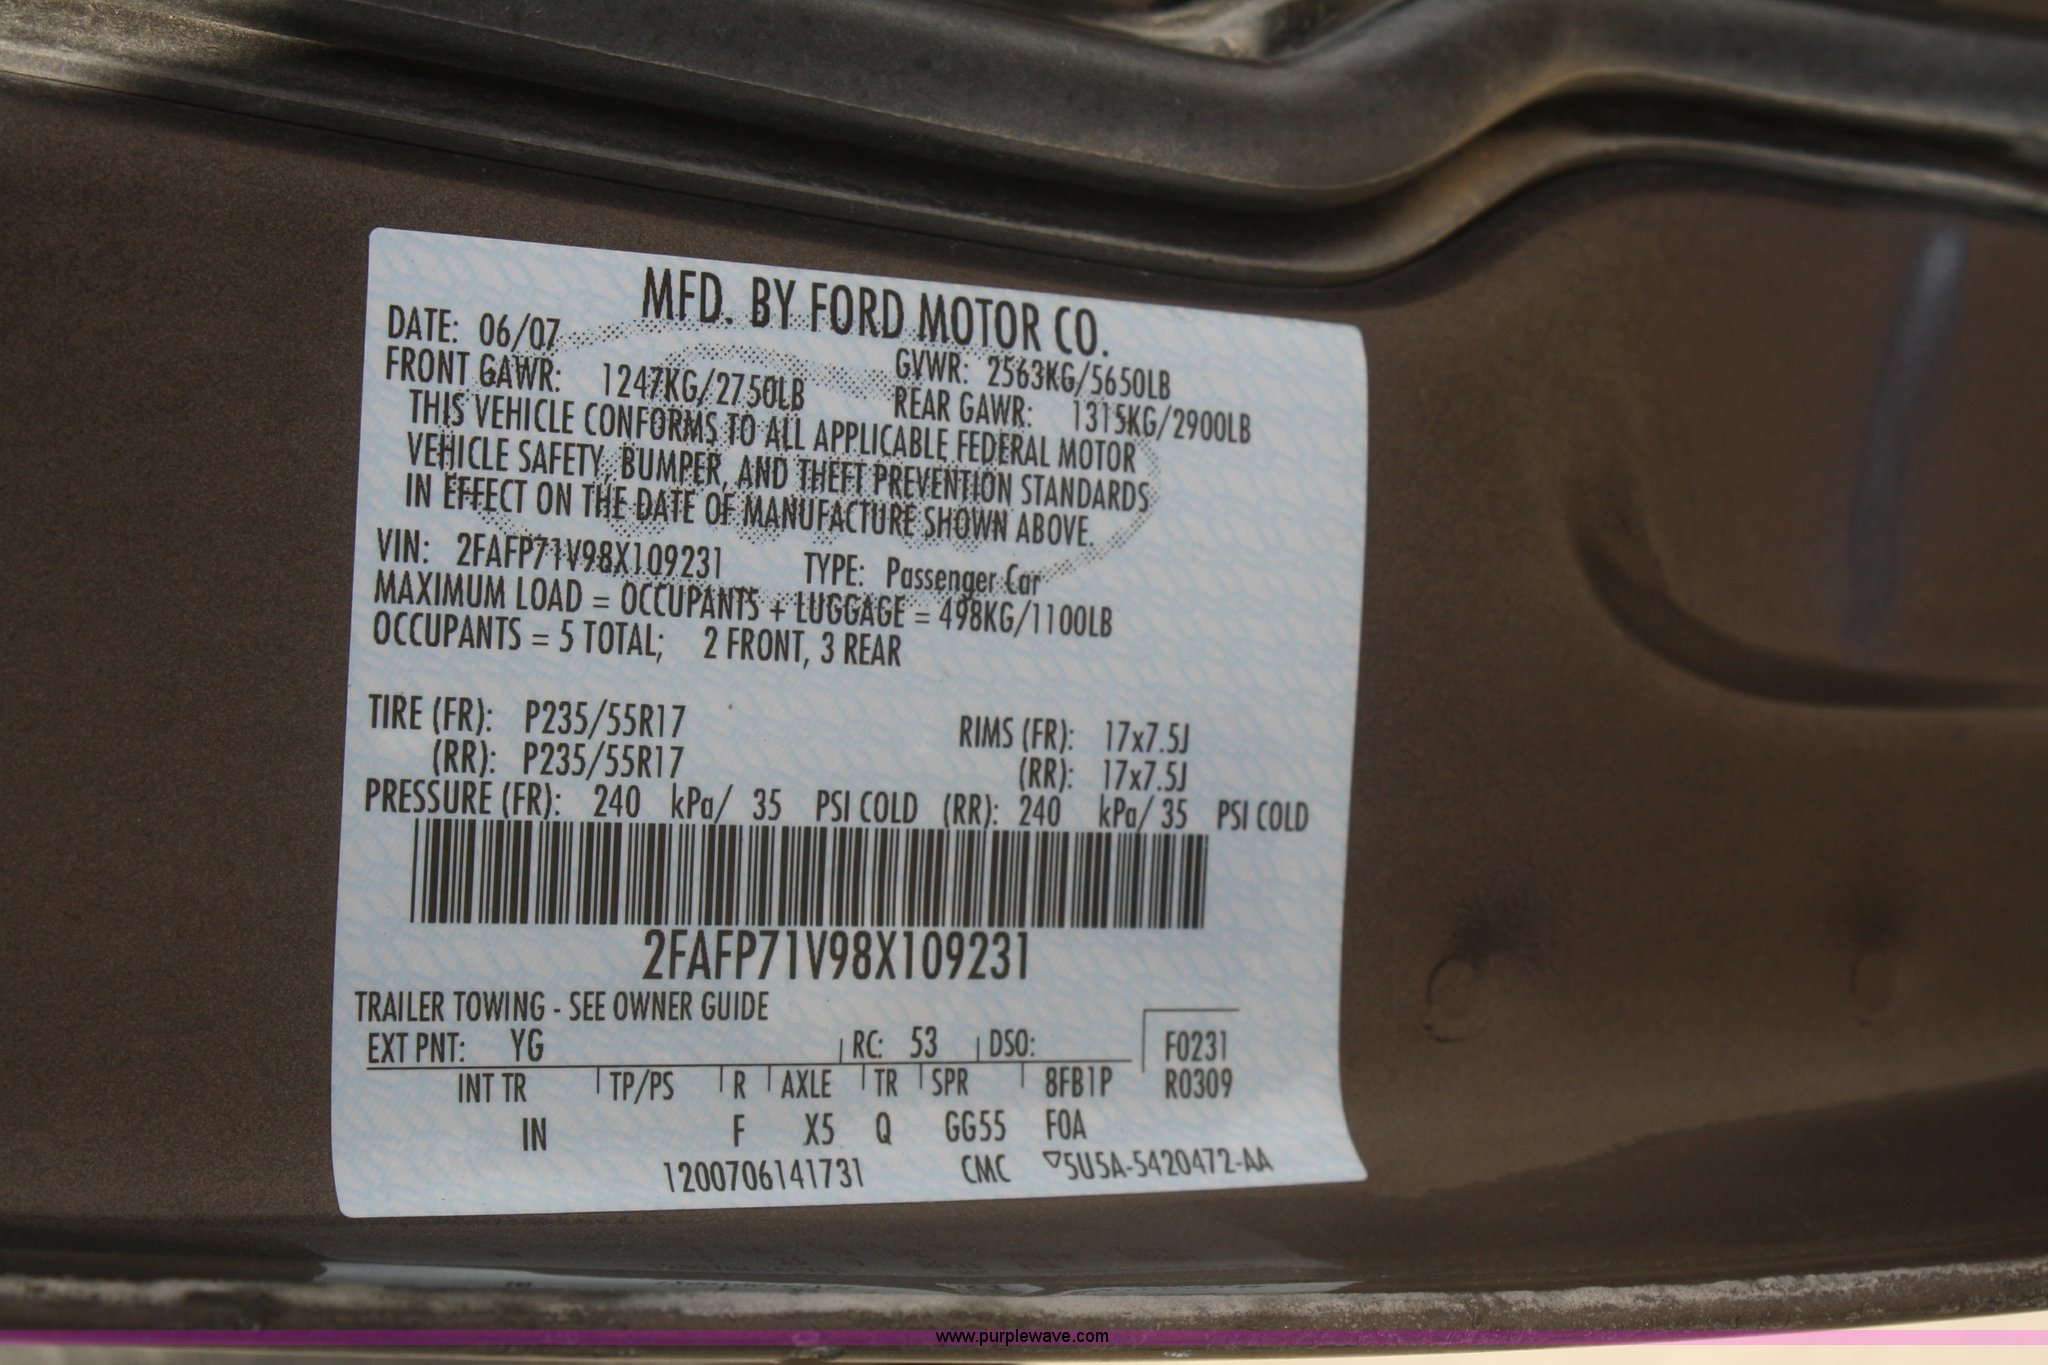 MFD. BY FORD MOTOR CO.
DATE: 06/07 GVWR: 2563KG/5650LB
FRONT GAWR: 1247KG/2750LB REAR GAWR: 1315KG/2900LB
THIS VEHICLE CONFORMS TO ALL APPLICABLE FEDERAL MOTOR
VEHICLE SAFETY, BUMPER, AND THEFT PREVENTION STANDARDS
IN EFFECT ON THE DATE OF MANUFACTURE SHOWN ABOVE.
VIN: 2FAFP71V98X109231 TYPE: Passenger Car
MAXIMUM LOAD = OCCUPANTS + LUGGAGE = 498KG/1100LB
OCCUPANTS = 5 TOTAL; 2 FRONT, 3 REAR
TIRE (FR): P235/55R17 RIMS (FR): 17x7.5J
(RR): P235/55R17 (RR): 17x7.5J
PRESSURE (FR): 240 kPa/ 35 PSI COLD (RR): 240 kPa/ 35 PSI COLD
2FAFP71V98X109231
TRAILER TOWING - SEE OWNER GUIDE
EXT PNT: YG RC: 53 DSO: F0231
INT TR TP/PS R AXLE TR SPR 8FB1P R0309
IN F X5 Q GG55 F0A
1200706141731 CMC ▽5U5A-5420472-AA
www.purplewave.com